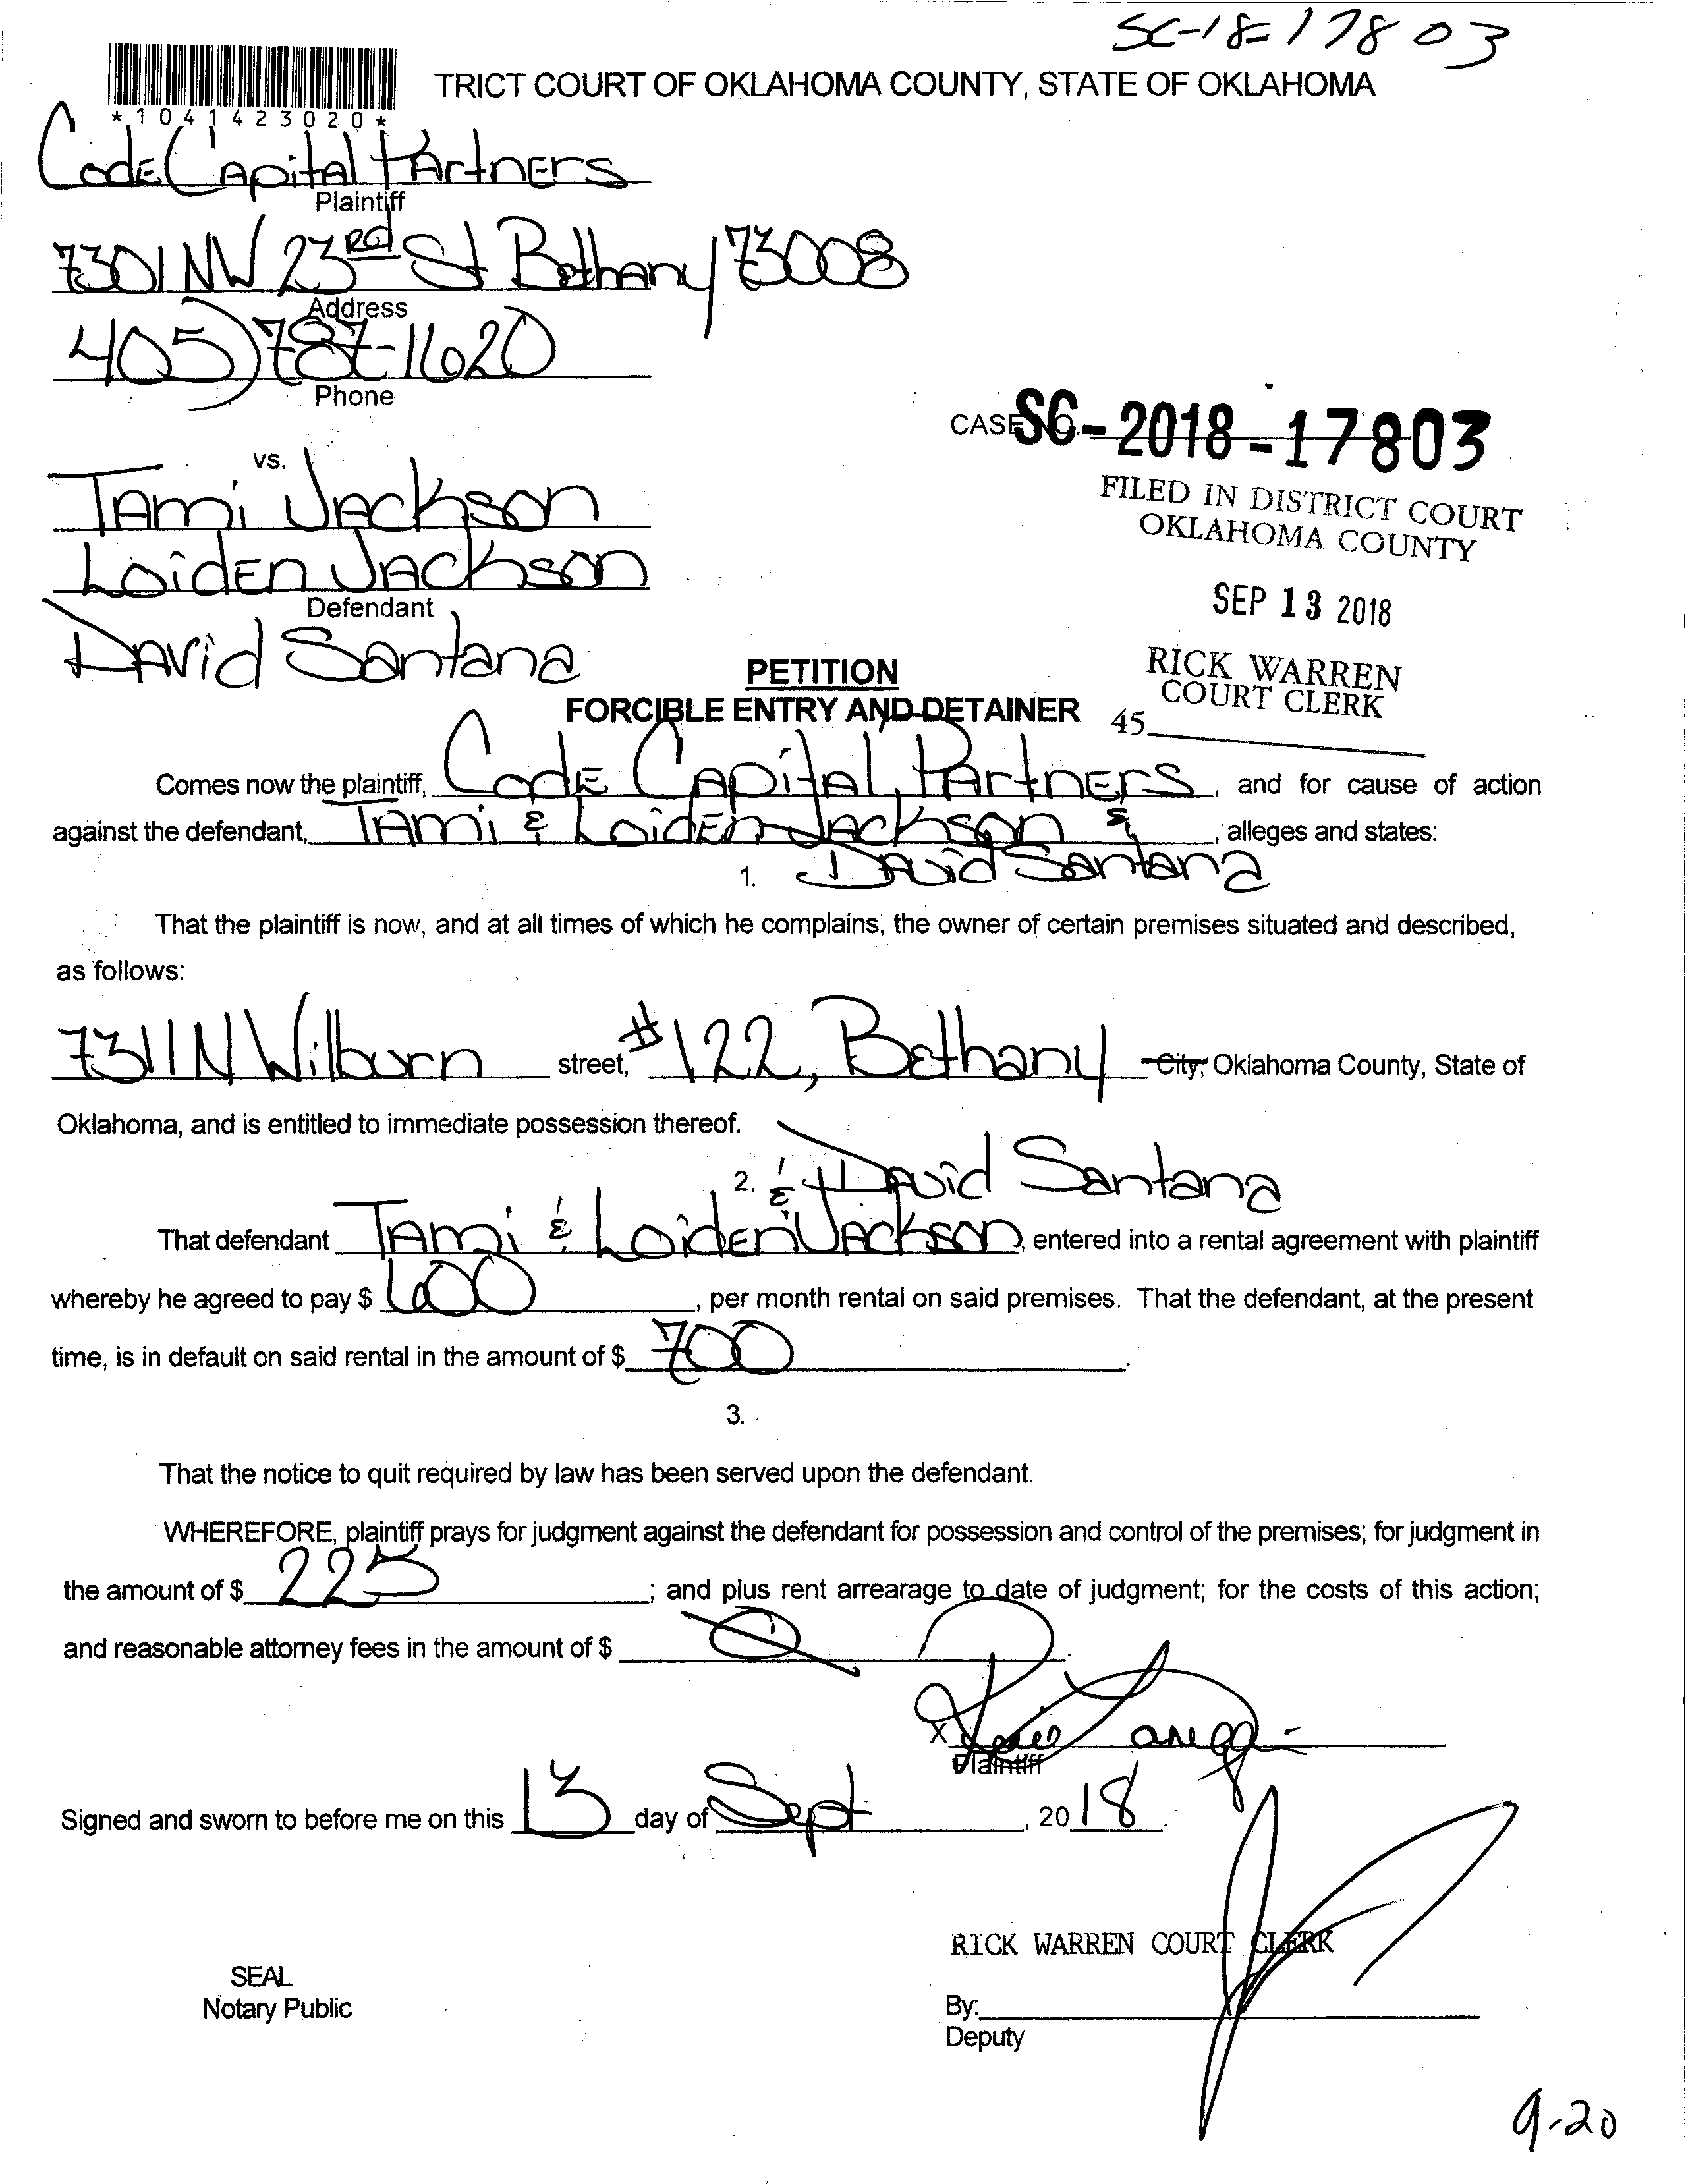 SC-18-17803
TRICT COURT OF OKLAHOMA COUNTY, STATE OF OKLAHOMA
*1041423020*
Code Capital Partners
Plaintiff
7301 NW 23rd St Bethany 73008
Address
405) 787-1620
Phone
CASE NO. SC-2018-17803
vs.
FILED IN DISTRICT COURT
OKLAHOMA COUNTY
Tami Jackson
Loiden Jackson
Defendant
SEP 13 2018
David Santana
RICK WARREN
COURT CLERK
45
PETITION
FORCIBLE ENTRY AND DETAINER
Comes now the plaintiff, Code Capital Partners, and for cause of action
against the defendant, Tami & Loiden Jackson &, alleges and states:
1. David Santana
That the plaintiff is now, and at all times of which he complains, the owner of certain premises situated and described,
as follows:
7311 N Wilburn street, #122, Bethany City, Oklahoma County, State of
Oklahoma, and is entitled to immediate possession thereof.
2. & David Santana
That defendant Tami & Loiden Jackson, entered into a rental agreement with plaintiff
whereby he agreed to pay $ 600, per month rental on said premises. That the defendant, at the present
time, is in default on said rental in the amount of $ 700.
3.
That the notice to quit required by law has been served upon the defendant.
WHEREFORE, plaintiff prays for judgment against the defendant for possession and control of the premises; for judgment in
the amount of $ 225; and plus rent arrearage to date of judgment; for the costs of this action;
and reasonable attorney fees in the amount of $ 0.
X
Plaintiff
Signed and sworn to before me on this 13 day of Sept, 2018.
RICK WARREN COURT CLERK
SEAL
Notary Public
By:
Deputy
9-20